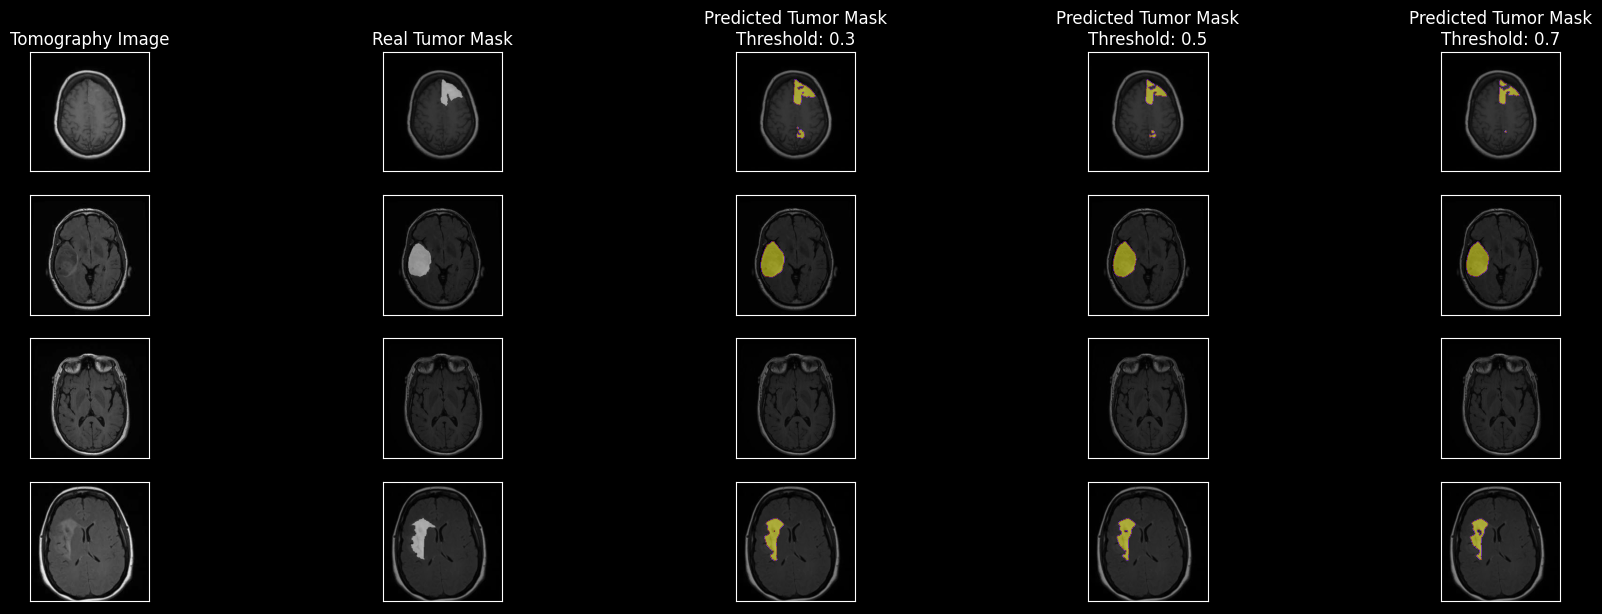 Tomography Image
Real Tumor Mask
Predicted Tumor Mask
Threshold: 0.3
Predicted Tumor Mask
Threshold: 0.5
Predicted Tumor Mask
Threshold: 0.7